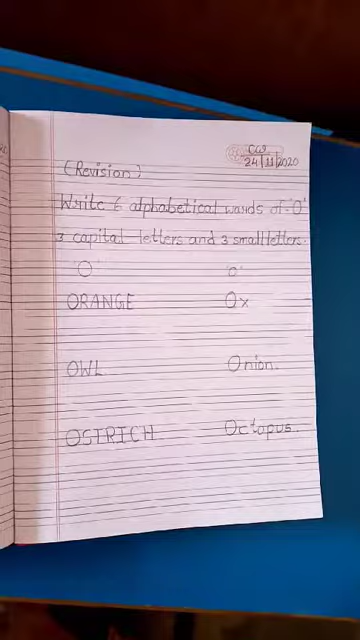 CW
24/11/2020
(Revision)
Write 6 alphabetical words of 'O'
3 capital letters and 3 small letters.
'O' 'o'
ORANGE Ox
OWL Onion.
OSTRICH Octopus.